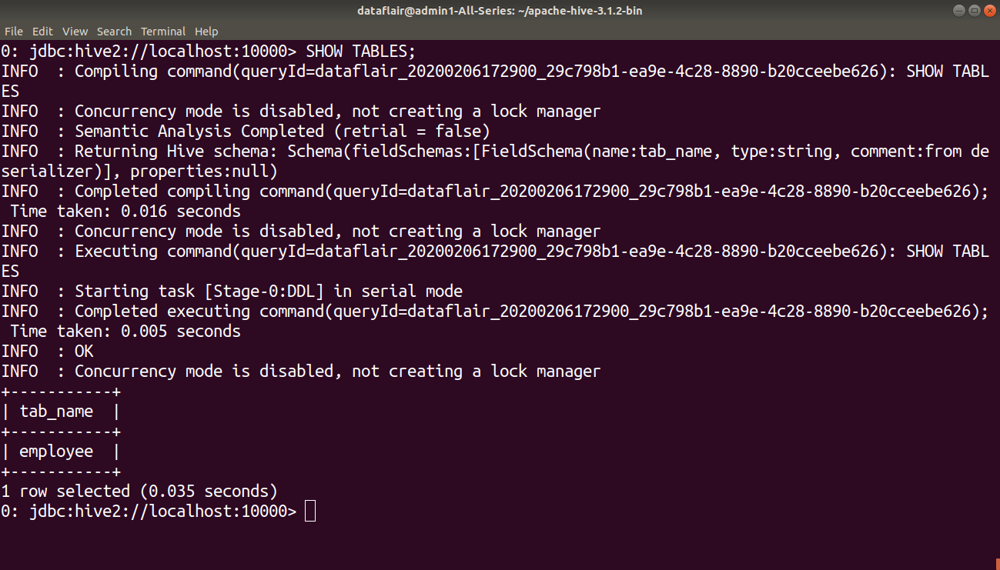 dataflair@admin1-All-Series: ~/apache-hive-3.1.2-bin
File Edit View Search Terminal Help
0: jdbc:hive2://localhost:10000> SHOW TABLES;
INFO  : Compiling command(queryId=dataflair_20200206172900_29c798b1-ea9e-4c28-8890-b20cceebe626): SHOW TABL
ES
INFO  : Concurrency mode is disabled, not creating a lock manager
INFO  : Semantic Analysis Completed (retrial = false)
INFO  : Returning Hive schema: Schema(fieldSchemas:[FieldSchema(name:tab_name, type:string, comment:from de
serializer)], properties:null)
INFO  : Completed compiling command(queryId=dataflair_20200206172900_29c798b1-ea9e-4c28-8890-b20cceebe626);
 Time taken: 0.016 seconds
INFO  : Concurrency mode is disabled, not creating a lock manager
INFO  : Executing command(queryId=dataflair_20200206172900_29c798b1-ea9e-4c28-8890-b20cceebe626): SHOW TABL
ES
INFO  : Starting task [Stage-0:DDL] in serial mode
INFO  : Completed executing command(queryId=dataflair_20200206172900_29c798b1-ea9e-4c28-8890-b20cceebe626);
 Time taken: 0.005 seconds
INFO  : OK
INFO  : Concurrency mode is disabled, not creating a lock manager
+-----------+
| tab_name  |
+-----------+
| employee  |
+-----------+
1 row selected (0.035 seconds)
0: jdbc:hive2://localhost:10000>